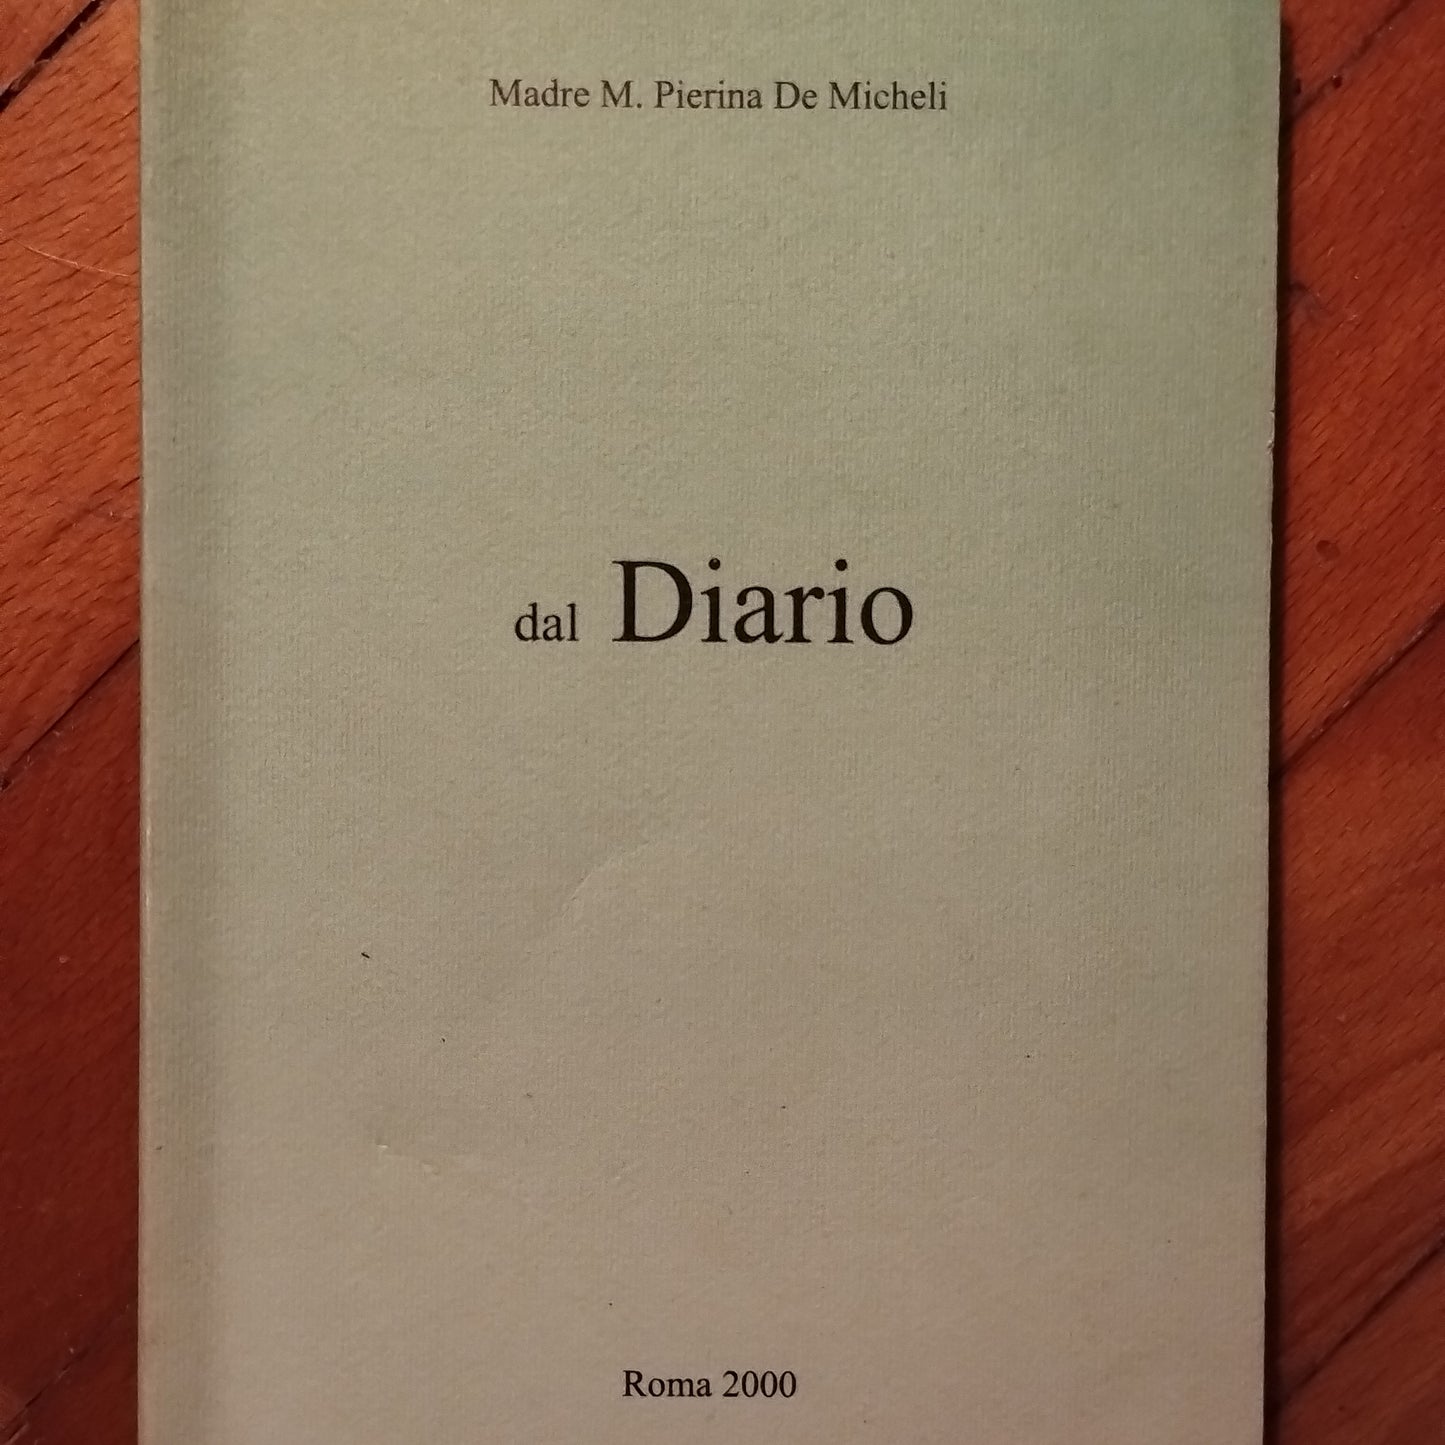 Madre M. Pierina De Micheli
dal Diario
Roma 2000